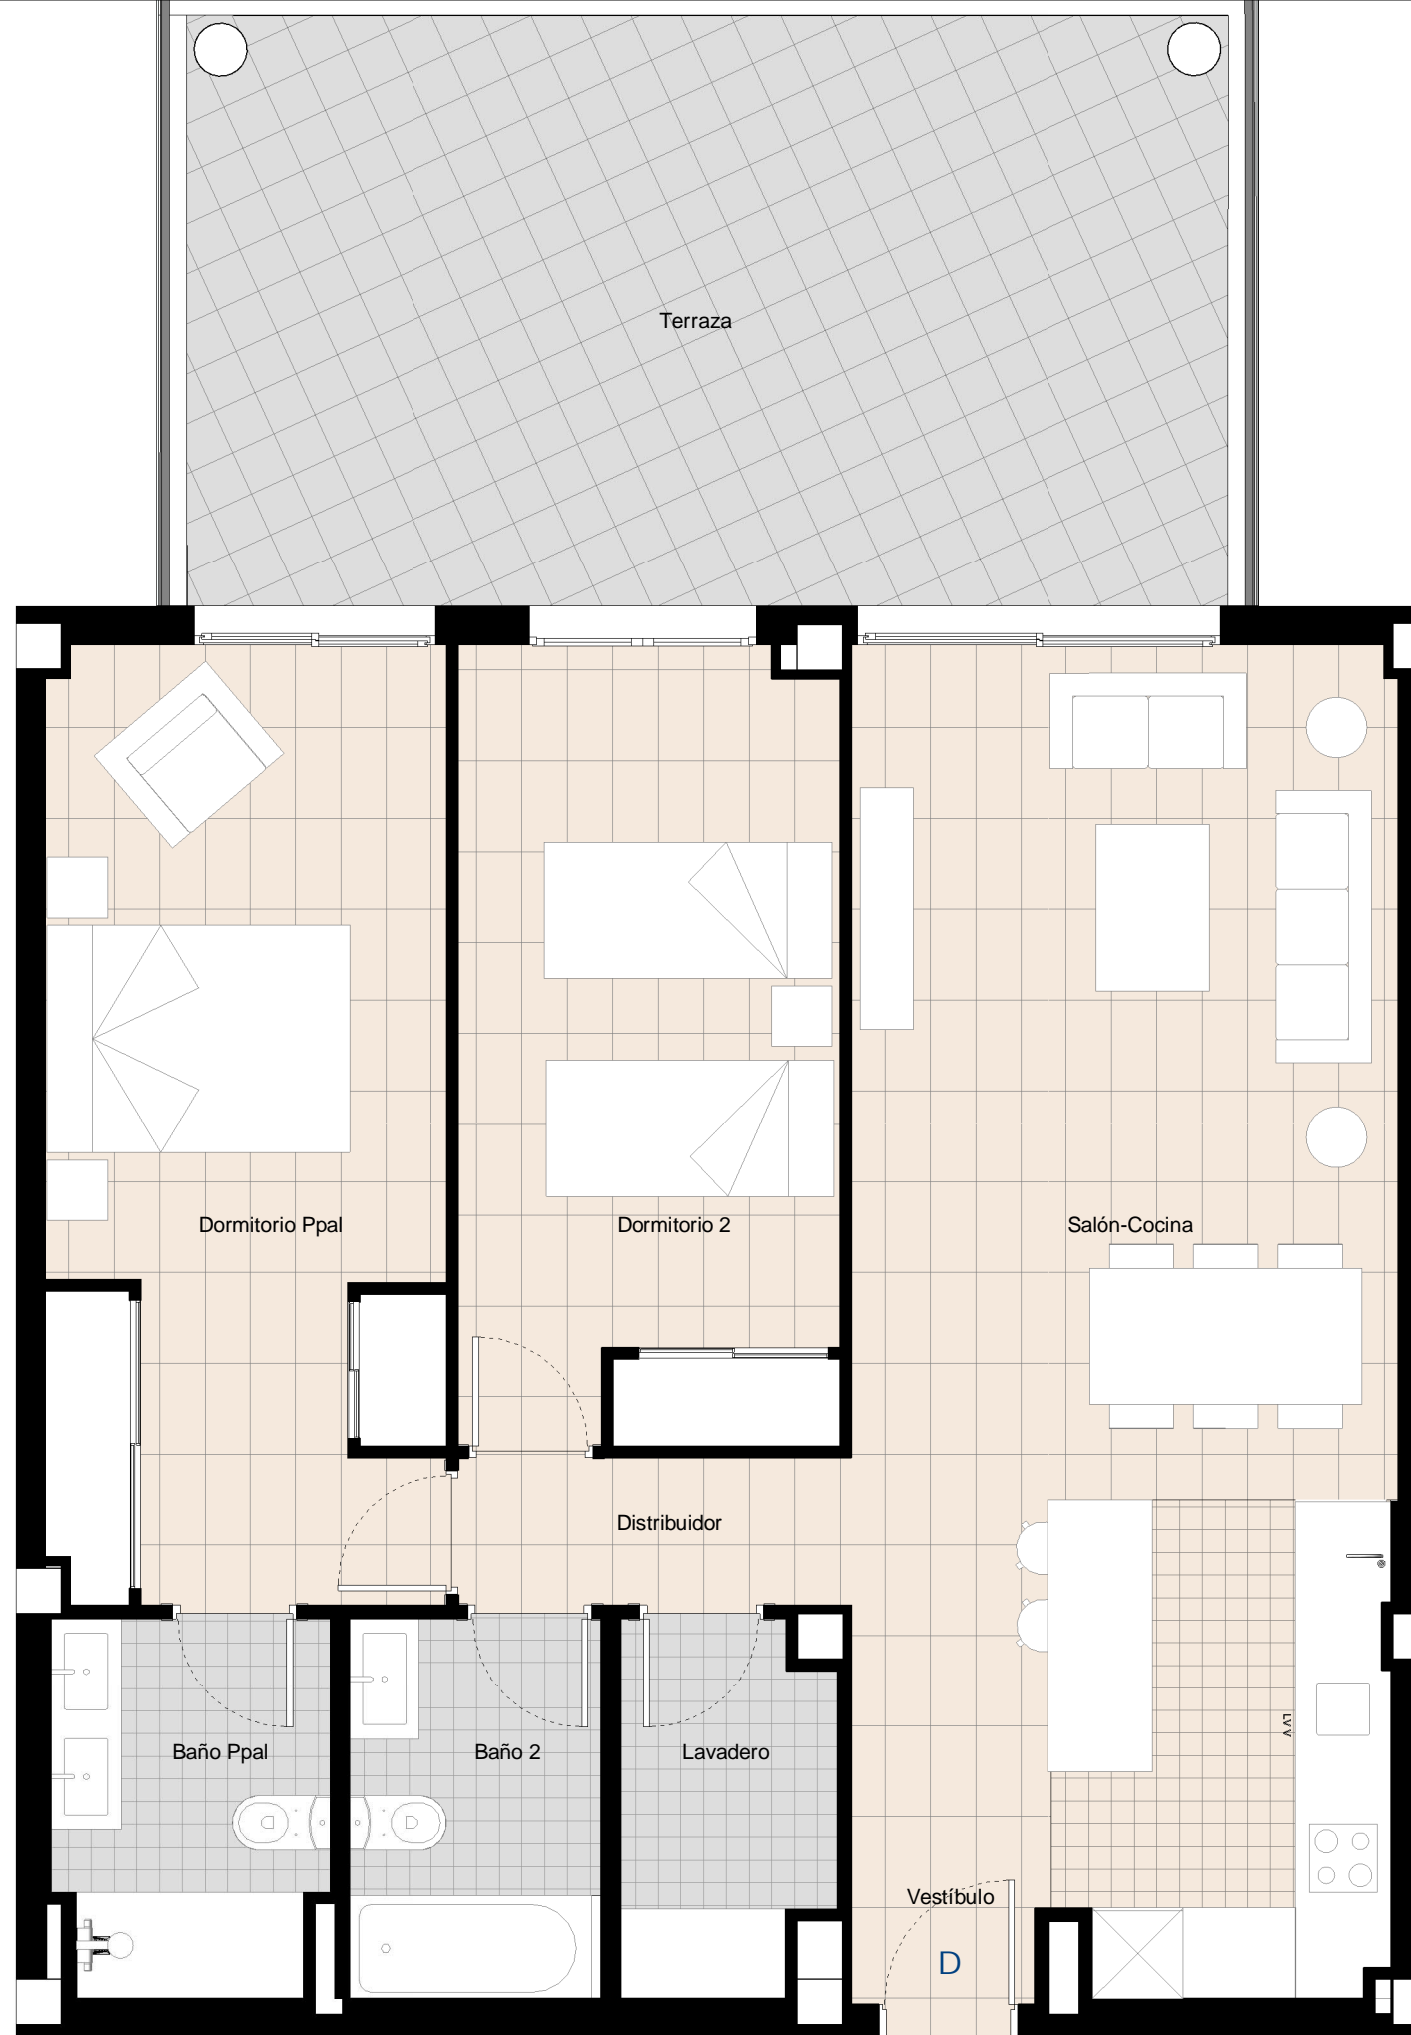 Terraza
Dormitorio Ppal
Dormitorio 2
Salón-Cocina
Distribuidor
LVV
Baño Ppal
Baño 2
Lavadero
Vestíbulo
D